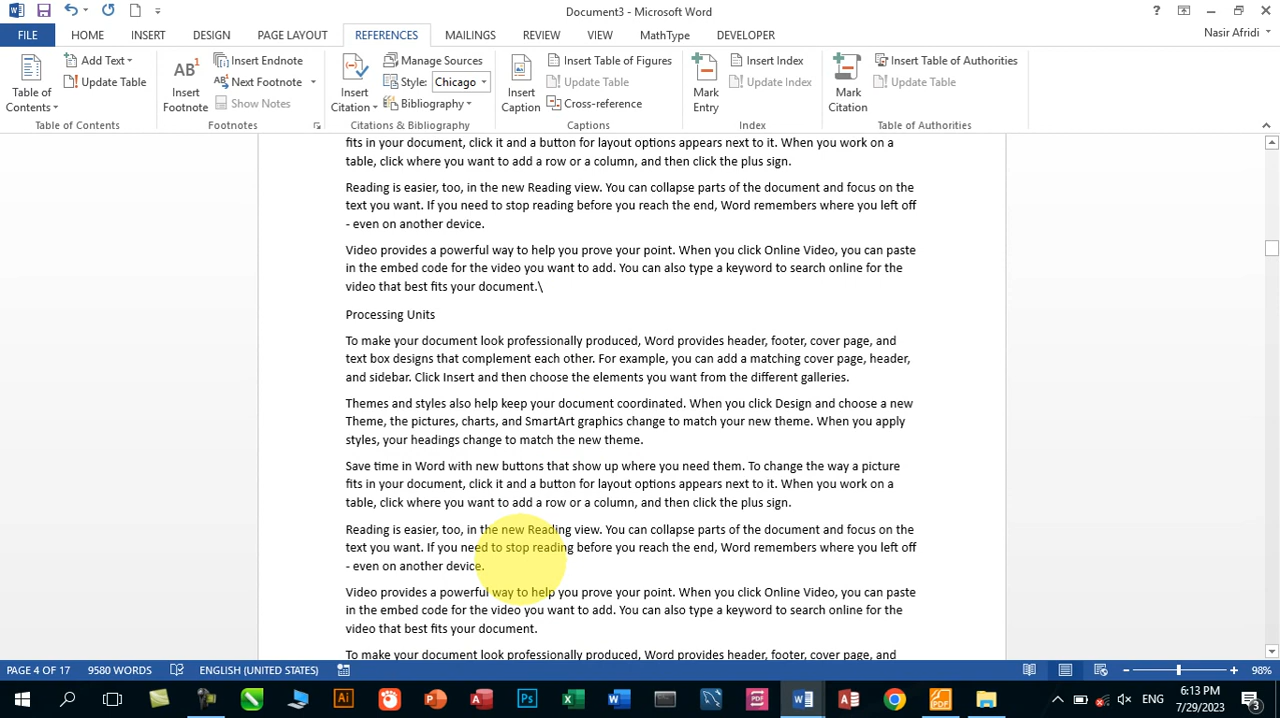 Document3 - Microsoft Word
?
FILE HOME INSERT DESIGN PAGE LAYOUT REFERENCES MAILINGS REVIEW VIEW MathType DEVELOPER Nasir Afridi
Table of Contents
Add Text
Update Table
Table of Contents
AB1
Insert Footnote
Insert Endnote
Next Footnote
Show Notes
Footnotes
Insert Citation
Manage Sources
Style: Chicago
Bibliography
Citations & Bibliography
Insert Caption
Insert Table of Figures
Update Table
Cross-reference
Captions
Mark Entry
Insert Index
Update Index
Index
Mark Citation
Insert Table of Authorities
Update Table
Table of Authorities
fits in your document, click it and a button for layout options appears next to it. When you work on a
table, click where you want to add a row or a column, and then click the plus sign.
Reading is easier, too, in the new Reading view. You can collapse parts of the document and focus on the
text you want. If you need to stop reading before you reach the end, Word remembers where you left off
- even on another device.
Video provides a powerful way to help you prove your point. When you click Online Video, you can paste
in the embed code for the video you want to add. You can also type a keyword to search online for the
video that best fits your document.\
Processing Units
To make your document look professionally produced, Word provides header, footer, cover page, and
text box designs that complement each other. For example, you can add a matching cover page, header,
and sidebar. Click Insert and then choose the elements you want from the different galleries.
Themes and styles also help keep your document coordinated. When you click Design and choose a new
Theme, the pictures, charts, and SmartArt graphics change to match your new theme. When you apply
styles, your headings change to match the new theme.
Save time in Word with new buttons that show up where you need them. To change the way a picture
fits in your document, click it and a button for layout options appears next to it. When you work on a
table, click where you want to add a row or a column, and then click the plus sign.
Reading is easier, too, in the new Reading view. You can collapse parts of the document and focus on the
text you want. If you need to stop reading before you reach the end, Word remembers where you left off
- even on another device.
Video provides a powerful way to help you prove your point. When you click Online Video, you can paste
in the embed code for the video you want to add. You can also type a keyword to search online for the
video that best fits your document.
To make your document look professionally produced, Word provides header, footer, cover page, and
PAGE 4 OF 17 9580 WORDS ENGLISH (UNITED STATES) 98%
ENG
6:13 PM
7/29/2023
3